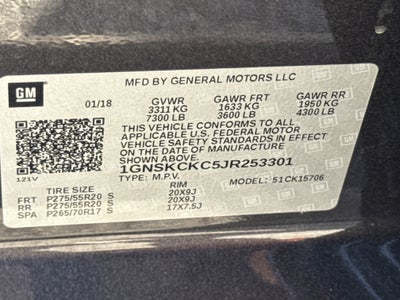 GM
MFD BY GENERAL MOTORS LLC
01/18 GVWR GAWR FRT GAWR RR
3311 KG 1633 KG 1950 KG
7300 LB 3600 LB 4300 LB
THIS VEHICLE CONFORMS TO ALL
APPLICABLE U.S. FEDERAL MOTOR
VEHICLE SAFETY STANDARDS IN EFFECT ON
THE DATE OF MANUFACTURE SHOWN ABOVE.
1GNSKCKC5JR253301
TYPE: M.P.V. MODEL: 51CK15706
121V
RIM
FRT P275/55R20 S 20X9J
RR P275/55R20 S 20X9J
SPA P265/70R17 S 17X7.5J